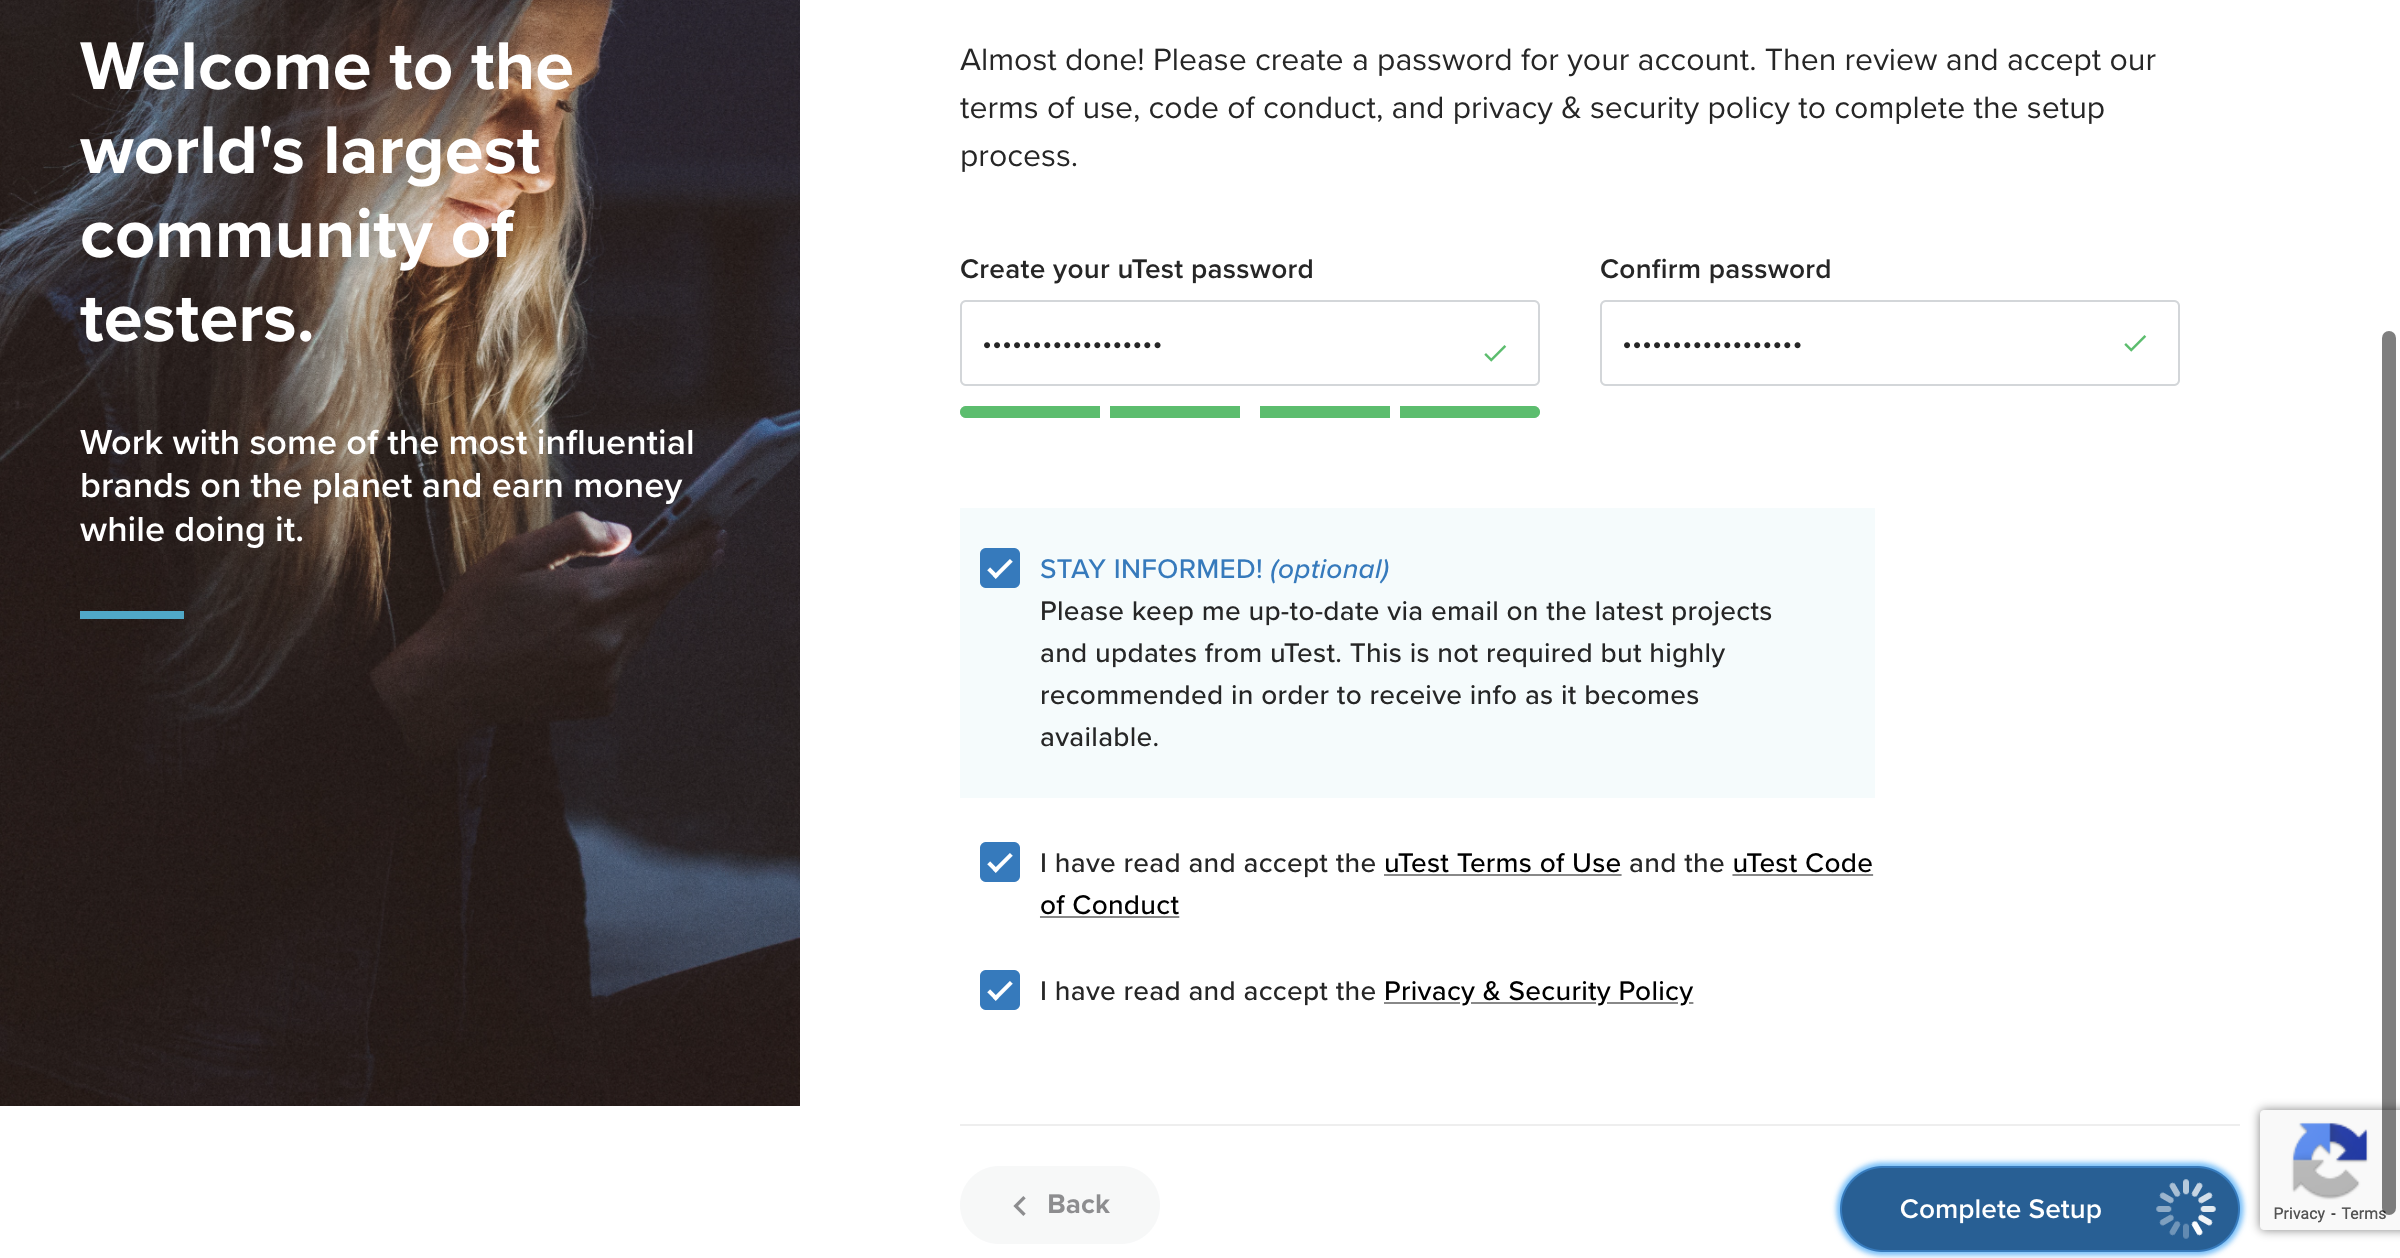 Welcome to the
world's largest
community of
testers.
Work with some of the most influential
brands on the planet and earn money
while doing it.
Almost done! Please create a password for your account. Then review and accept our
terms of use, code of conduct, and privacy & security policy to complete the setup
process.
Create your uTest password
Confirm password
••••••••••••••••••
••••••••••••••••••
STAY INFORMED! (optional)
Please keep me up-to-date via email on the latest projects
and updates from uTest. This is not required but highly
recommended in order to receive info as it becomes
available.
I have read and accept the uTest Terms of Use and the uTest Code
of Conduct
I have read and accept the Privacy & Security Policy
Back
Complete Setup
Privacy - Terms